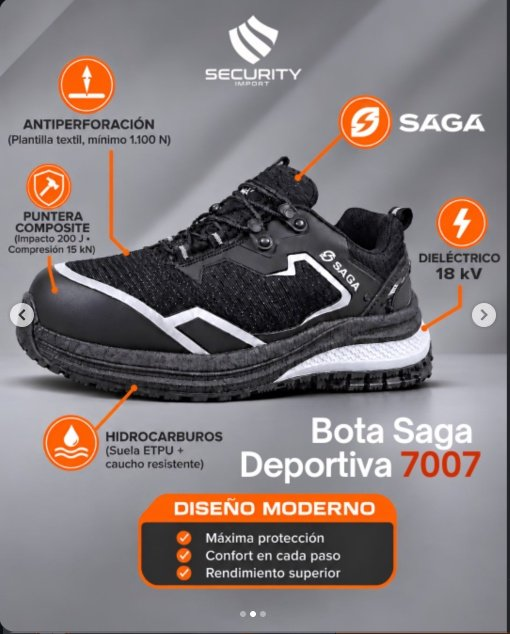 SECURITY
IMPORT
ANTIPERFORACIÓN
(Plantilla textil, mínimo 1.100 N)
SAGA
PUNTERA
COMPOSITE
(Impacto 200 J •
Compresión 15 kN)
DIELÉCTRICO
18 kV
SAGA
HIDROCARBUROS
(Suela ETPU +
caucho resistente)
Bota Saga
Deportiva 7007
DISEÑO MODERNO
Máxima protección
Confort en cada paso
Rendimiento superior